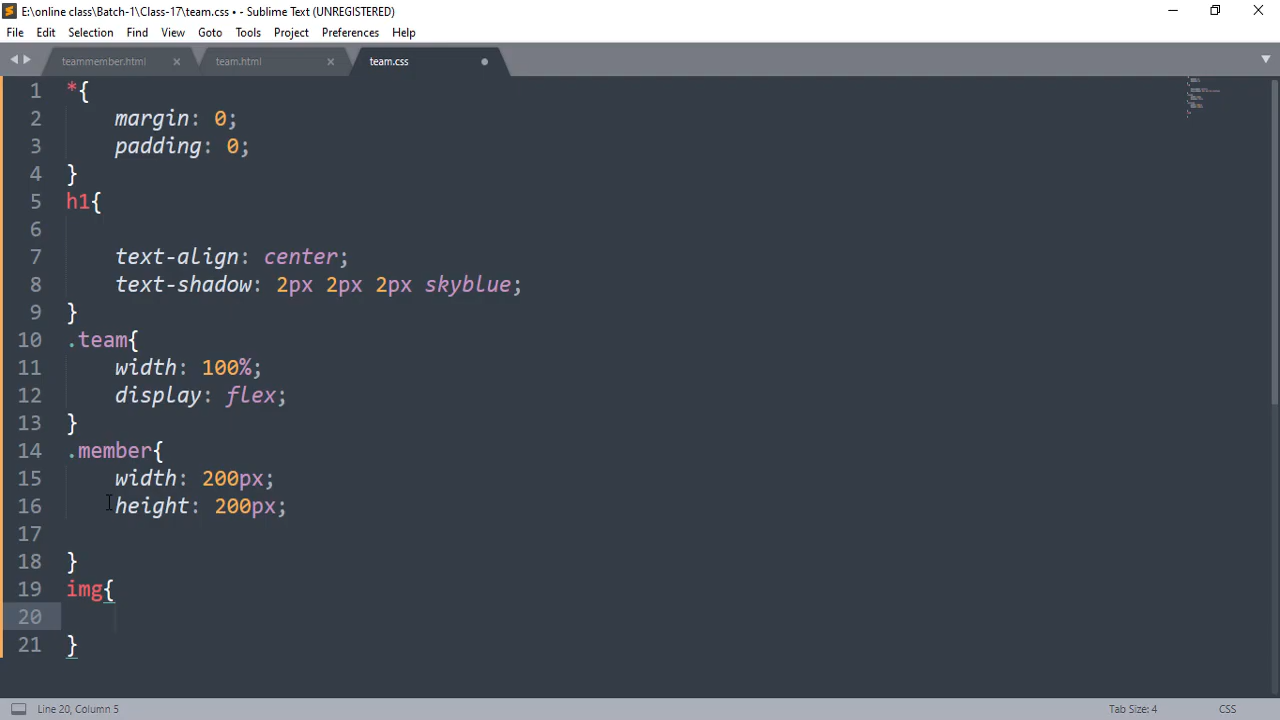 E:\online class\Batch-1\Class-17\team.css • - Sublime Text (UNREGISTERED)
File Edit Selection Find View Goto Tools Project Preferences Help
teammember.html team.html team.css
1 *{
2 margin: 0;
3 padding: 0;
4 }
5 h1{
6
7 text-align: center;
8 text-shadow: 2px 2px 2px skyblue;
9 }
10 .team{
11 width: 100%;
12 display: flex;
13 }
14 .member{
15 width: 200px;
16 height: 200px;
17
18 }
19 img{
20
21 }
Line 20, Column 5 Tab Size: 4 CSS